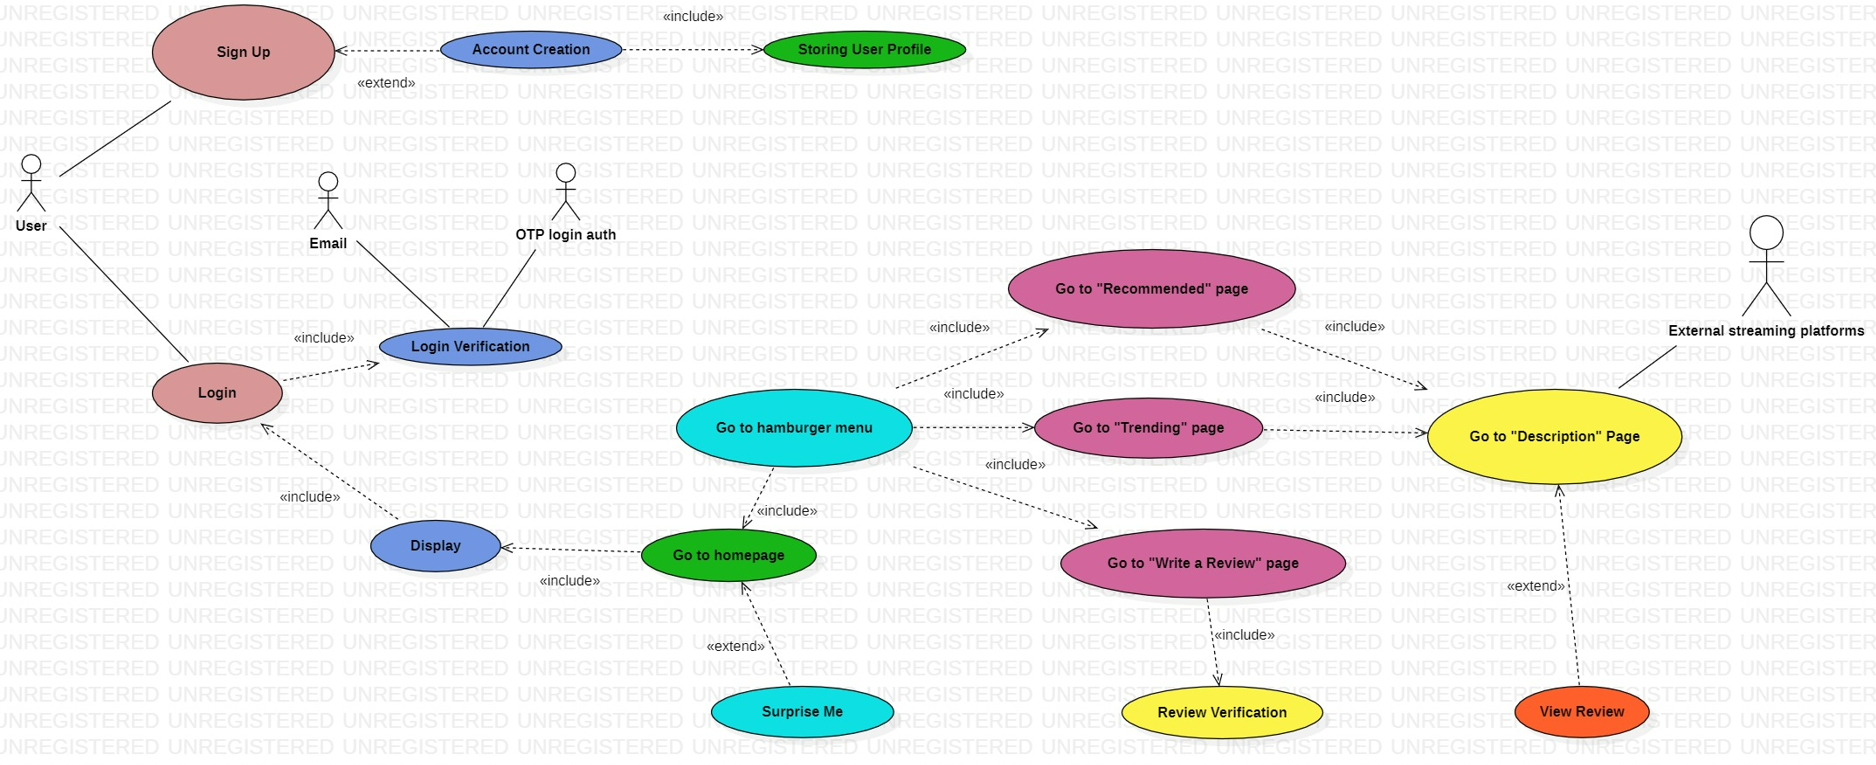 «include»
Sign Up
Account Creation
Storing User Profile
«extend»
User
Email
OTP login auth
Go to "Recommended" page
External streaming platforms
«include»
Login Verification
«include»
«include»
Login
«include»
«include»
Go to hamburger menu
Go to "Trending" page
Go to "Description" Page
«include»
«include»
«include»
Display
Go to homepage
Go to "Write a Review" page
«include»
«extend»
«extend»
«include»
Surprise Me
Review Verification
View Review
UNREGISTERED